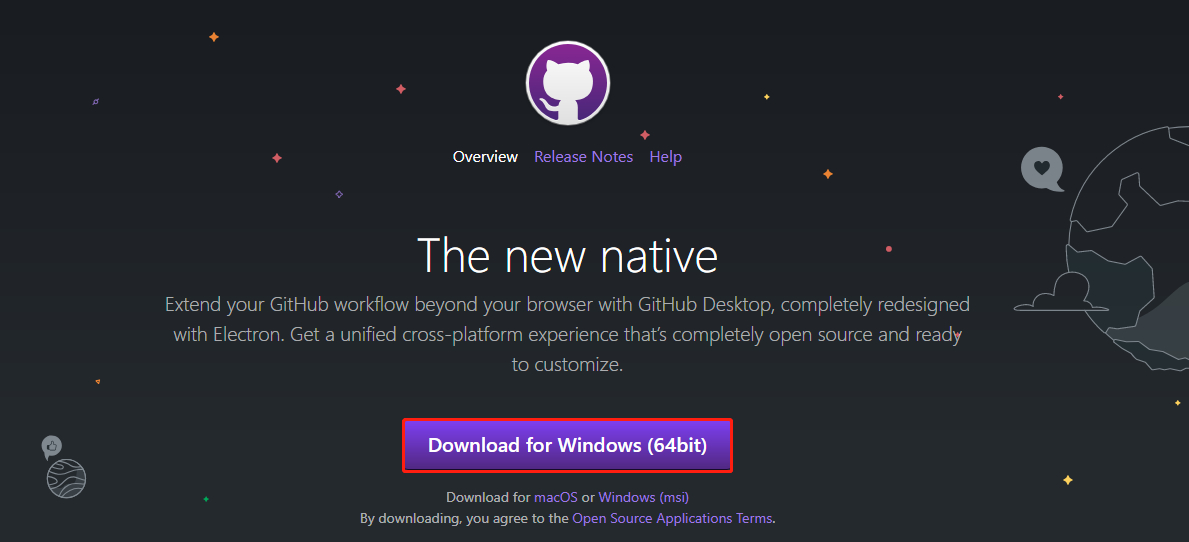 Overview Release Notes Help
The new native
Extend your GitHub workflow beyond your browser with GitHub Desktop, completely redesigned
with Electron. Get a unified cross-platform experience that’s completely open source and ready
to customize.
Download for Windows (64bit)
Download for macOS or Windows (msi)
By downloading, you agree to the Open Source Applications Terms.